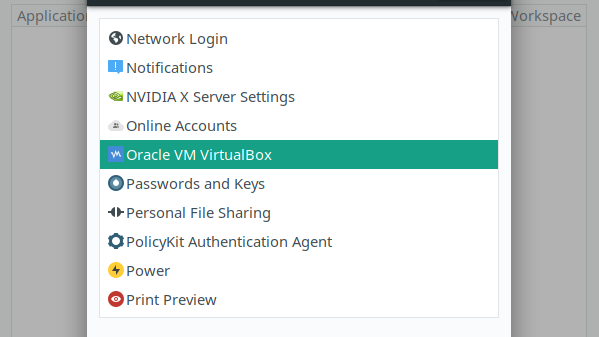 Network Login
Notifications
NVIDIA X Server Settings
Online Accounts
Oracle VM VirtualBox
Passwords and Keys
Personal File Sharing
PolicyKit Authentication Agent
Power
Print Preview
Workspace